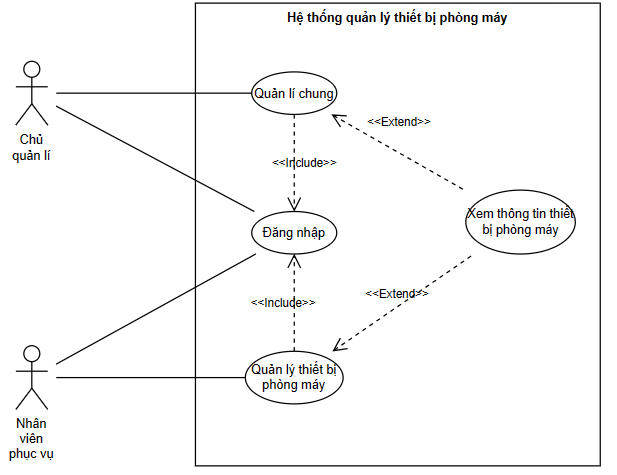 Hệ thống quản lý thiết bị phòng máy
Quản lí chung
<<Extend>>
Chủ
quản lí
<<Include>>
Xem thông tin thiết
bị phòng máy
Đăng nhập
<<Extend>>
<<Include>>
Quản lý thiết bị
phòng máy
Nhân
viên
phục vụ